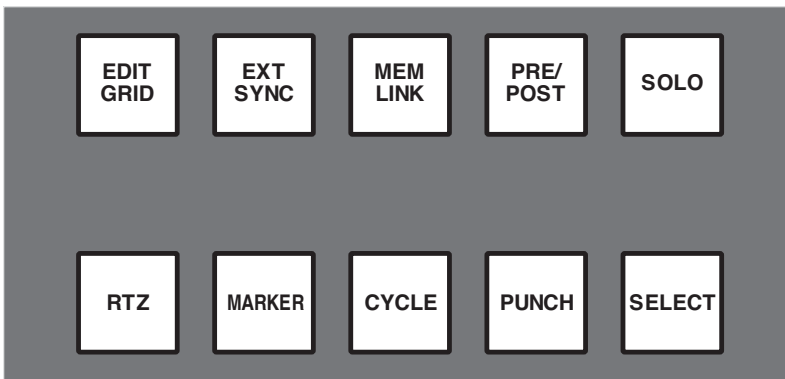 EDIT
GRID
EXT
SYNC
MEM
LINK
PRE/
POST
SOLO
RTZ
MARKER
CYCLE
PUNCH
SELECT